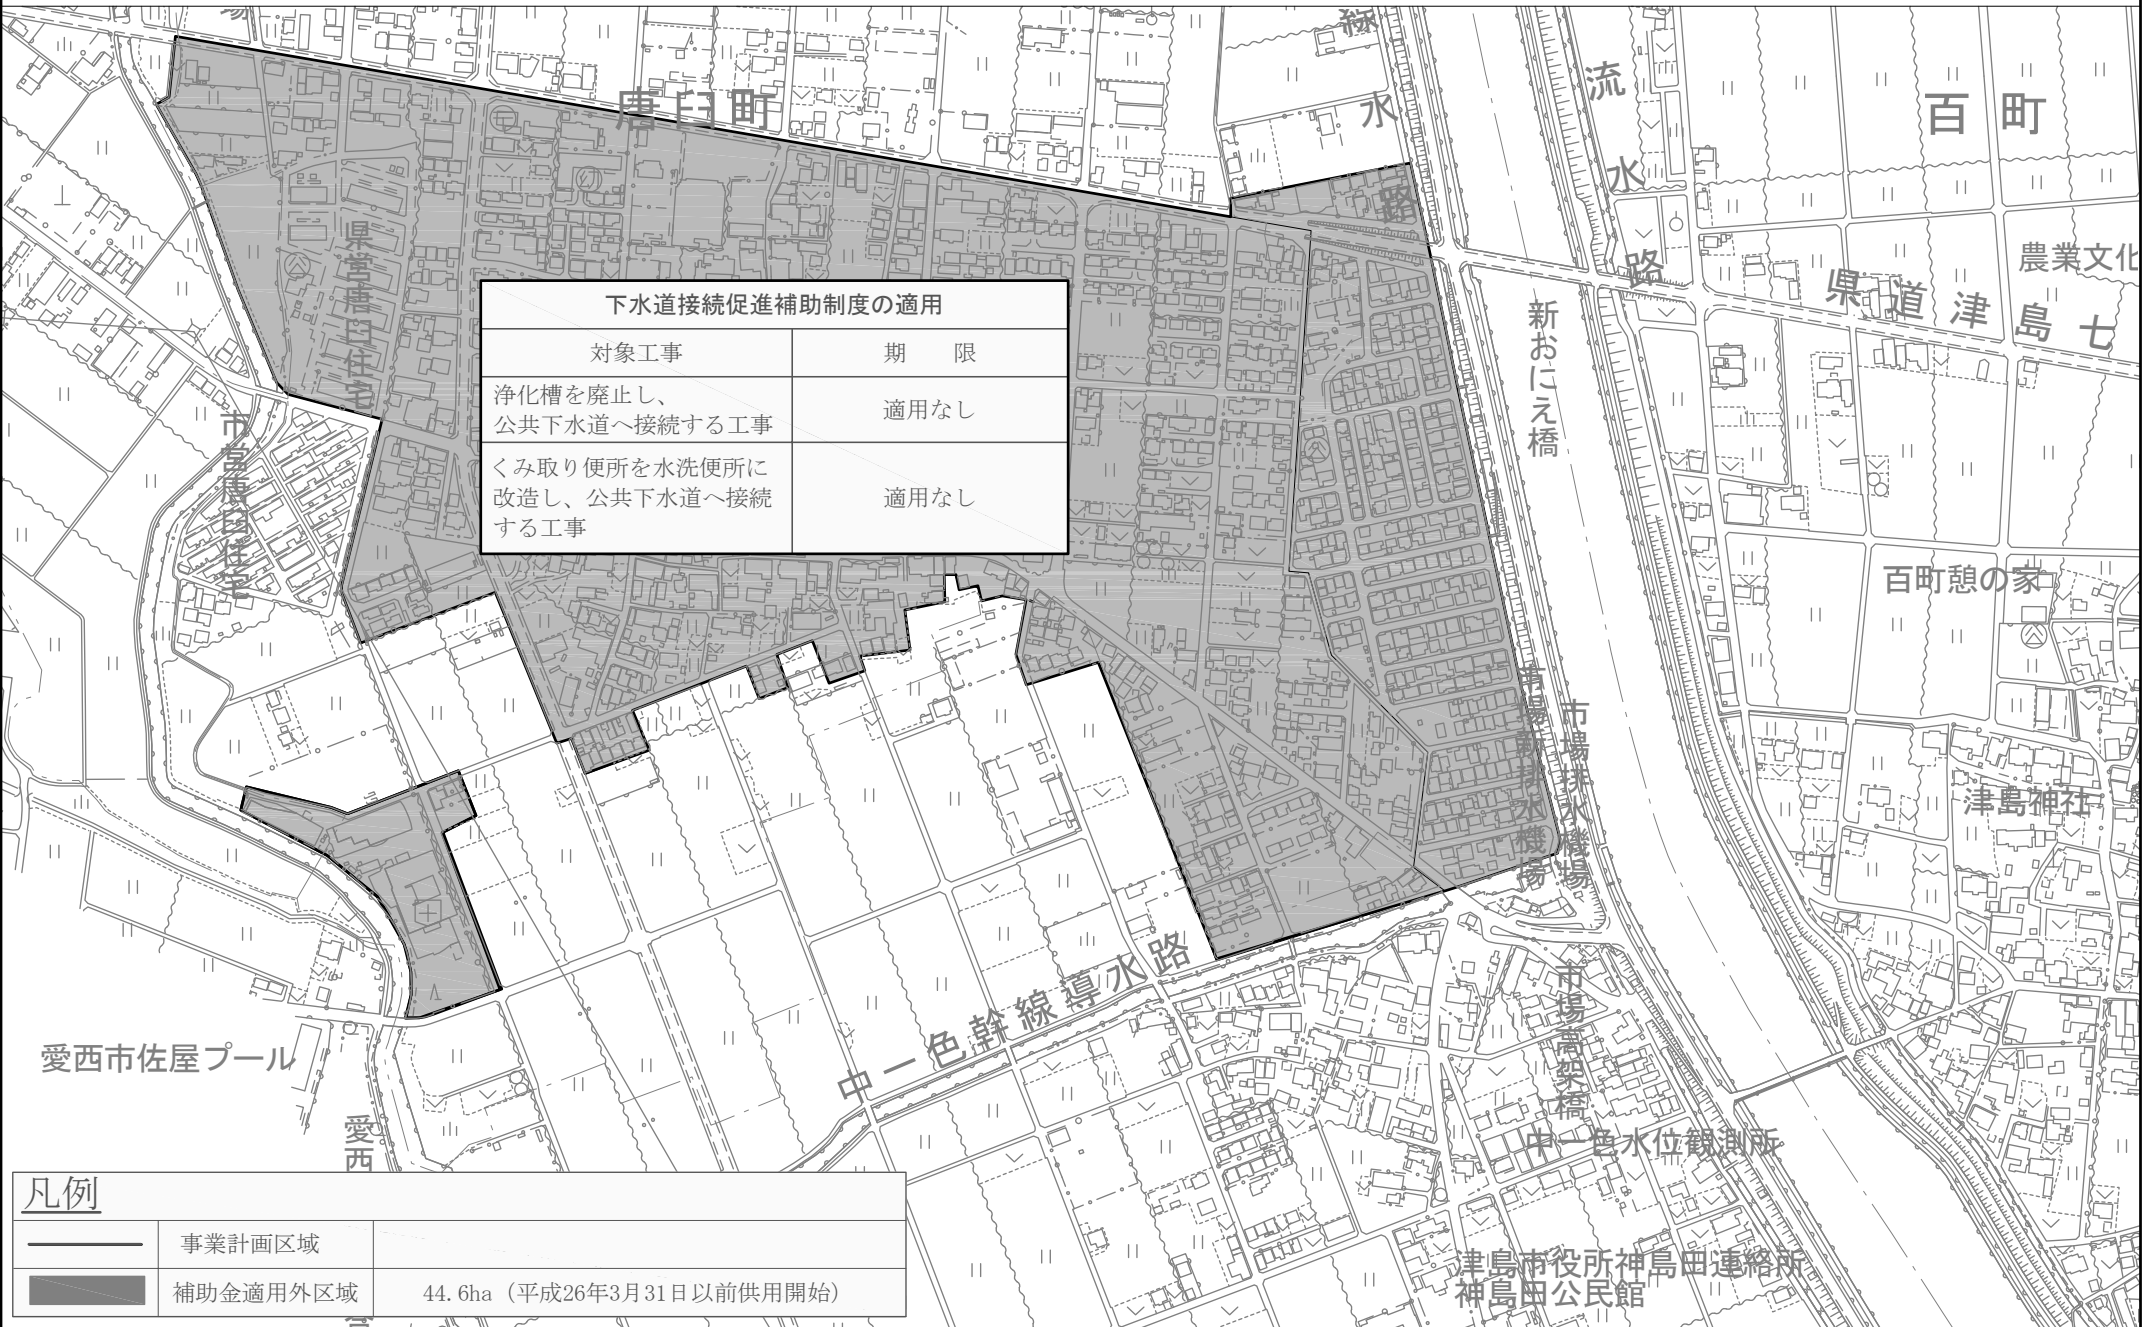 場
線
水
路
流
水
路
唐臼町
百町
農業文化
県道津島七
県営唐臼住宅
新おにえ橋
下水道接続促進補助制度の適用
対象工事
期　限
浄化槽を廃止し、
公共下水道へ接続する工事
適用なし
くみ取り便所を水洗便所に
改造し、公共下水道へ接続
する工事
適用なし
市営唐臼住宅
百町憩の家
市場新排水機場
市場排水機場
津島神社
中一色幹線導水路
市場高架橋
愛西市佐屋プール
愛西
中一色水位観測所
津島市役所神島田連絡所
神島田公民館
凡例
事業計画区域
補助金適用外区域
44.6ha（平成26年3月31日以前供用開始）